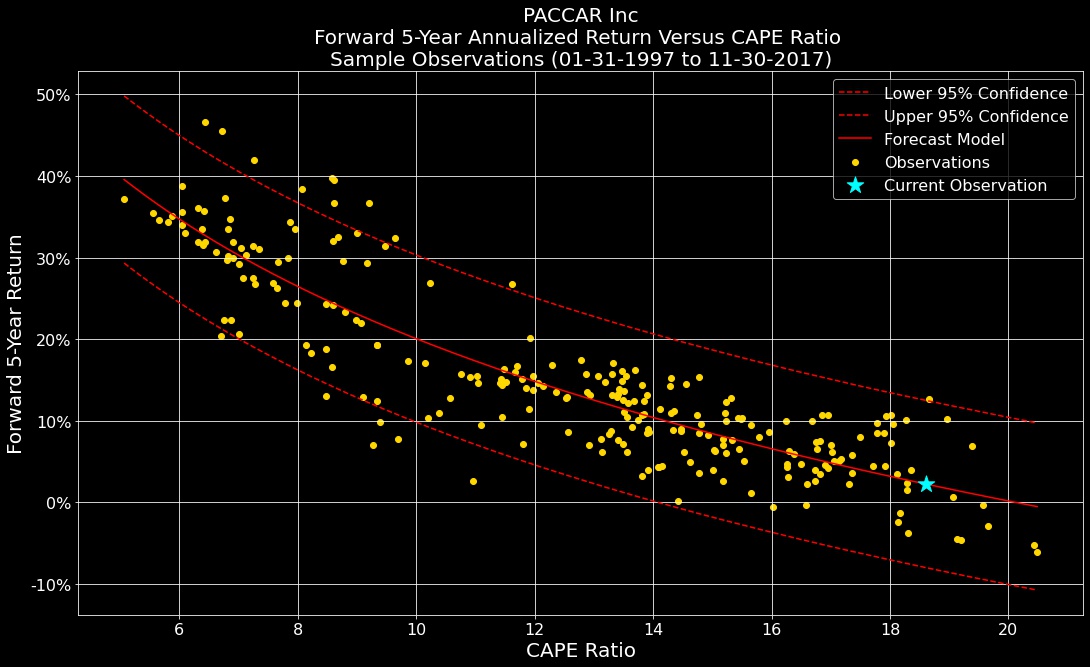 PACCAR Inc
Forward 5-Year Annualized Return Versus CAPE Ratio
Sample Observations (01-31-1997 to 11-30-2017)
Lower 95% Confidence
Upper 95% Confidence
Forecast Model
Observations
Current Observation
Forward 5-Year Return
50%
40%
30%
20%
10%
0%
-10%
6 8 10 12 14 16 18 20
CAPE Ratio